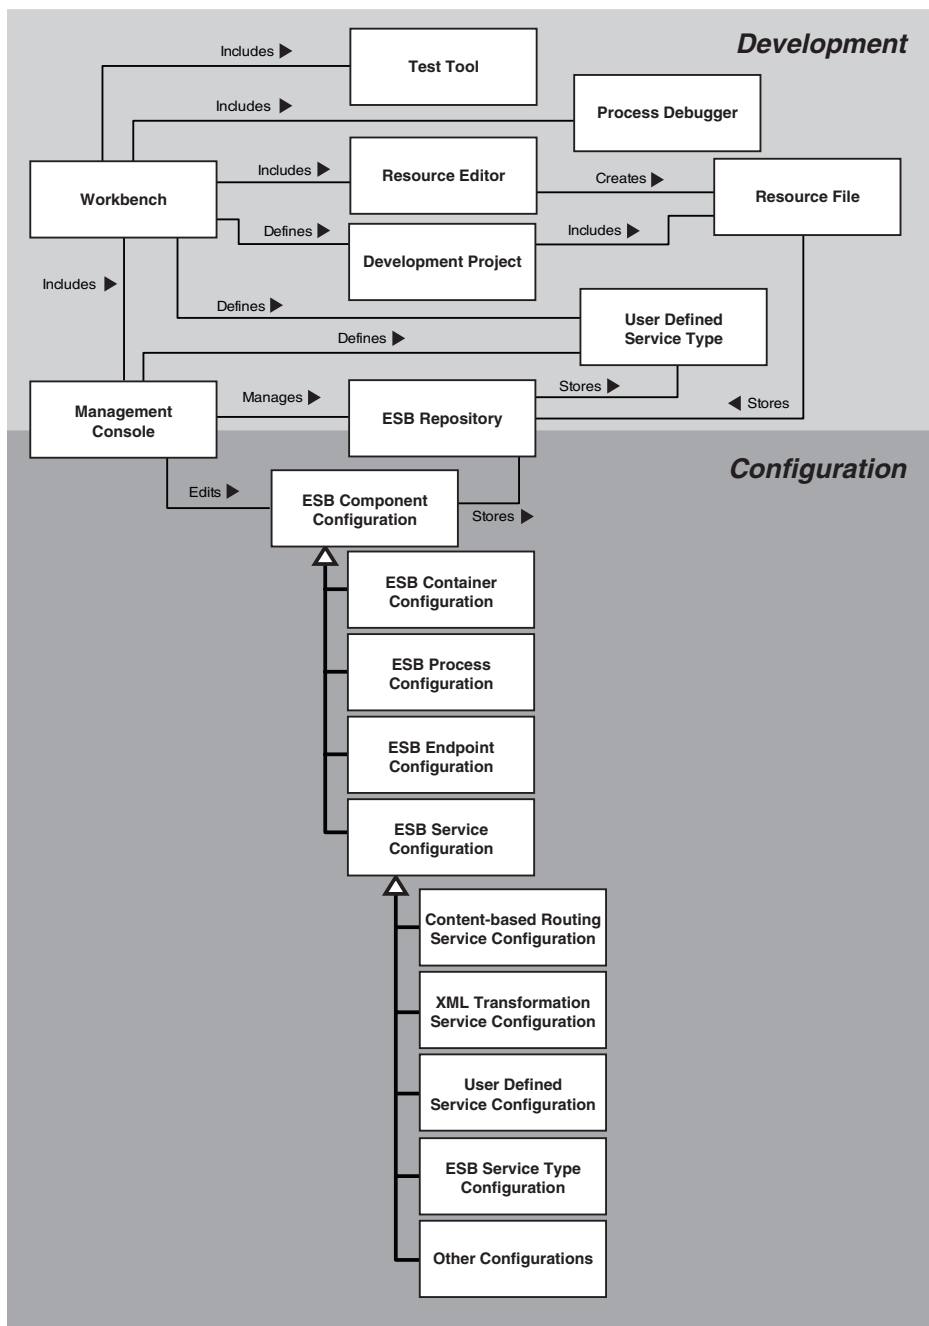 Development
Includes
Test Tool
Includes
Process Debugger
Workbench
Includes
Resource Editor
Creates
Resource File
Defines
Development Project
Includes
Includes
Defines
User Defined
Service Type
Defines
Management
Console
Manages
ESB Repository
Stores
Stores
Configuration
Edits
ESB Component
Configuration
Stores
ESB Container
Configuration
ESB Process
Configuration
ESB Endpoint
Configuration
ESB Service
Configuration
Content-based Routing
Service Configuration
XML Transformation
Service Configuration
User Defined
Service Configuration
ESB Service Type
Configuration
Other Configurations